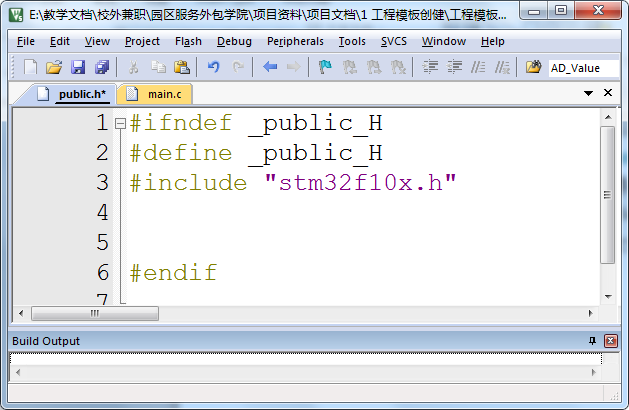 E:\教学文档\校外兼职\园区服务外包学院\项目资料\项目文档\1 工程模板创健\工程模板...
File Edit View Project Flash Debug Peripherals Tools SVCS Window Help
AD_Value
public.h* main.c
1 #ifndef _public_H
2 #define _public_H
3 #include "stm32f10x.h"
4
5
6 #endif
7
Build Output